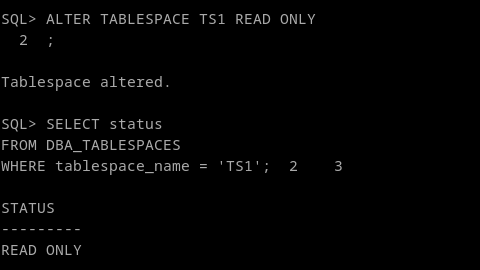 SQL> ALTER TABLESPACE TS1 READ ONLY
  2  ;
Tablespace altered.
SQL> SELECT status
FROM DBA_TABLESPACES
WHERE tablespace_name = 'TS1';  2    3
STATUS
---------
READ ONLY